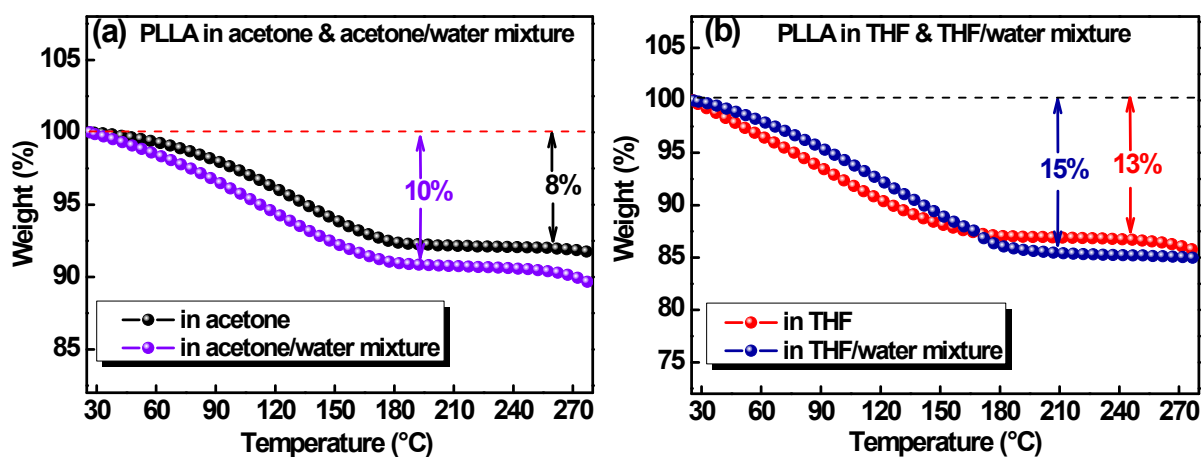 (a) PLLA in acetone & acetone/water mixture
105
100
95
90
85
Weight (%)
10%
8%
in acetone
in acetone/water mixture
30 60 90 120 150 180 210 240 270
Temperature (°C)
(b) PLLA in THF & THF/water mixture
105
100
95
90
85
80
75
Weight (%)
15%
13%
in THF
in THF/water mixture
30 60 90 120 150 180 210 240 270
Temperature (°C)